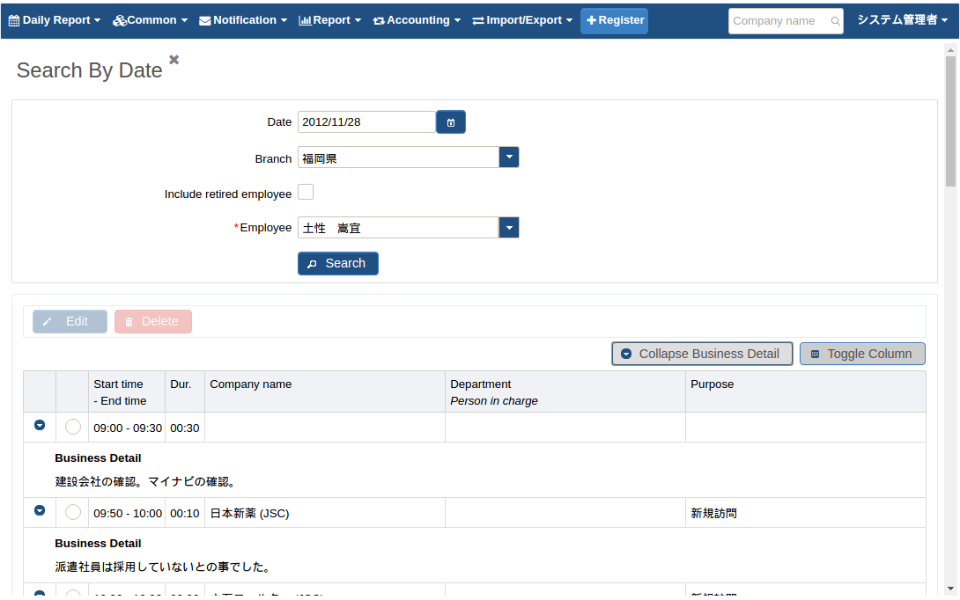 Daily Report Common Notification Report Accounting Import/Export Register Company name システム管理者
Search By Date
Date 2012/11/28
Branch 福岡県
Include retired employee
*Employee 土性　嵩宜
Search
Edit Delete
Collapse Business Detail Toggle Column
Start time - End time Dur. Company name Department Person in charge Purpose
09:00 - 09:30 00:30
Business Detail
建設会社の確認。マイナビの確認。
09:50 - 10:00 00:10 日本新薬 (JSC) 新規訪問
Business Detail
派遣社員は採用していないとの事でした。